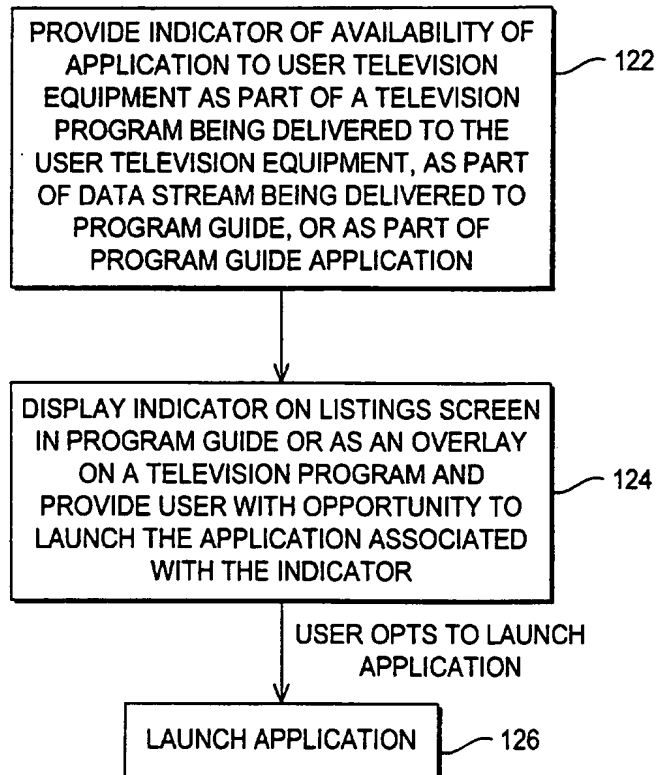 PROVIDE INDICATOR OF AVAILABILITY OF
APPLICATION TO USER TELEVISION
EQUIPMENT AS PART OF A TELEVISION
PROGRAM BEING DELIVERED TO THE
USER TELEVISION EQUIPMENT, AS PART
OF DATA STREAM BEING DELIVERED TO
PROGRAM GUIDE, OR AS PART OF
PROGRAM GUIDE APPLICATION
122
DISPLAY INDICATOR ON LISTINGS SCREEN
IN PROGRAM GUIDE OR AS AN OVERLAY
ON A TELEVISION PROGRAM AND
PROVIDE USER WITH OPPORTUNITY TO
LAUNCH THE APPLICATION ASSOCIATED
WITH THE INDICATOR
124
USER OPTS TO LAUNCH
APPLICATION
LAUNCH APPLICATION
126